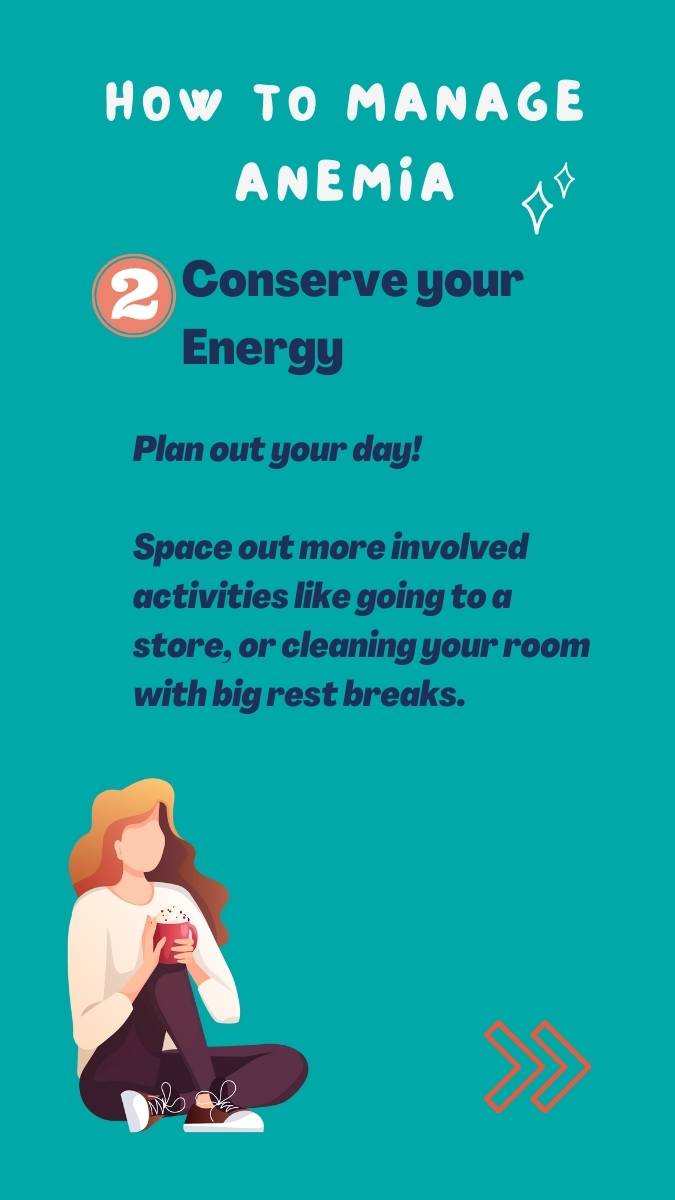 HOW TO MANAGE
ANEMiA
2
Conserve your
Energy
Plan out your day!
Space out more involved
activities like going to a
store, or cleaning your room
with big rest breaks.